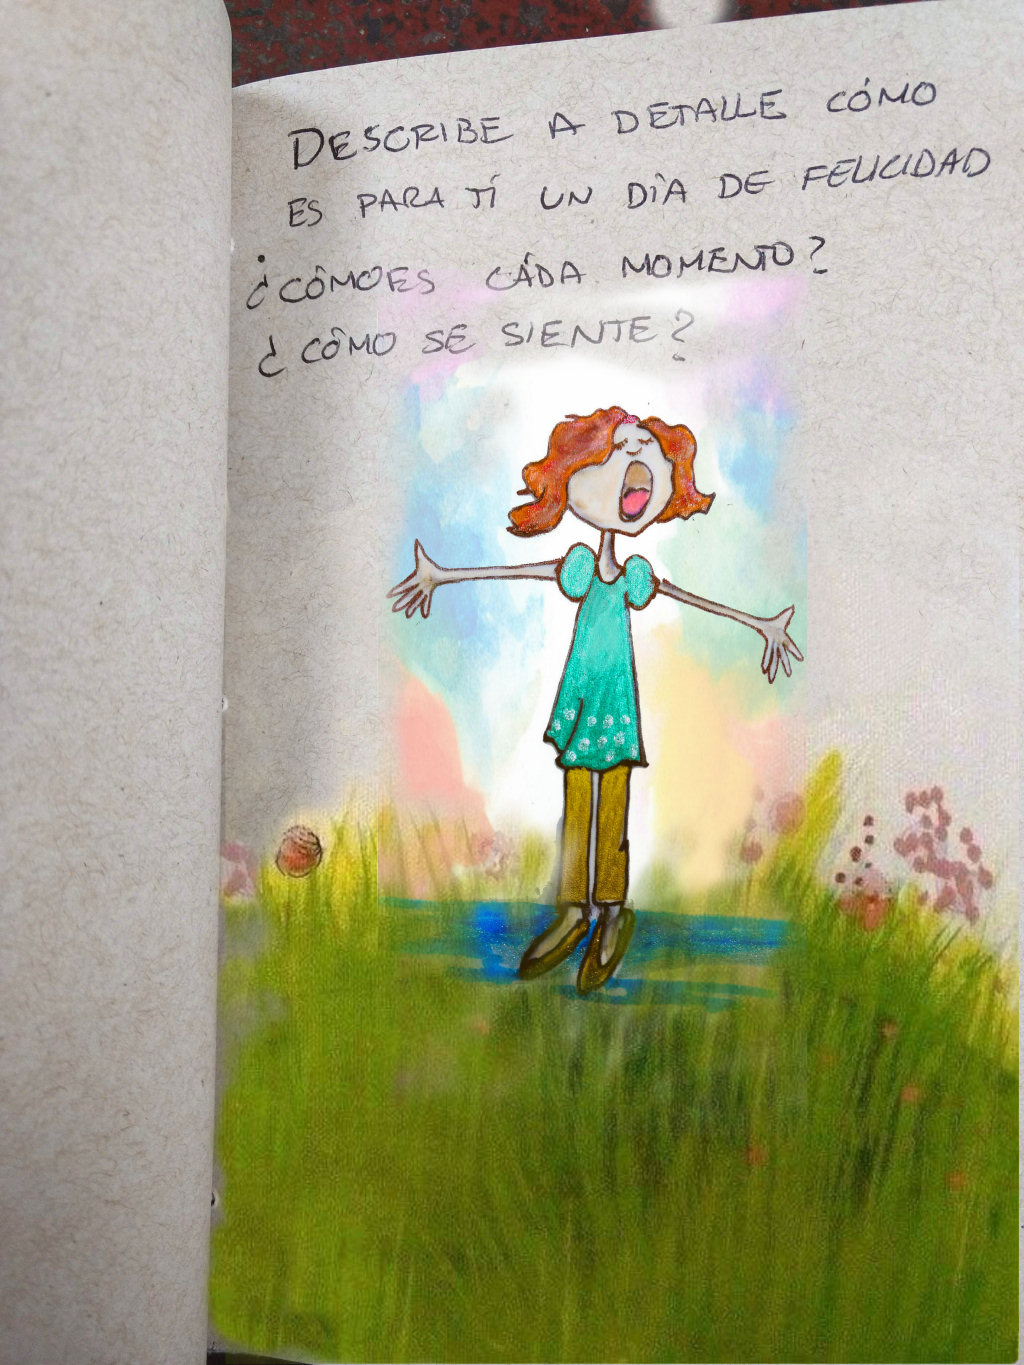 DESCRIBE A DETALLE CÓMO
ES PARA TÍ UN DÍA DE FELICIDAD
¿CÓMO ES CÁDA MOMENTO?
¿CÓMO SE SIENTE?